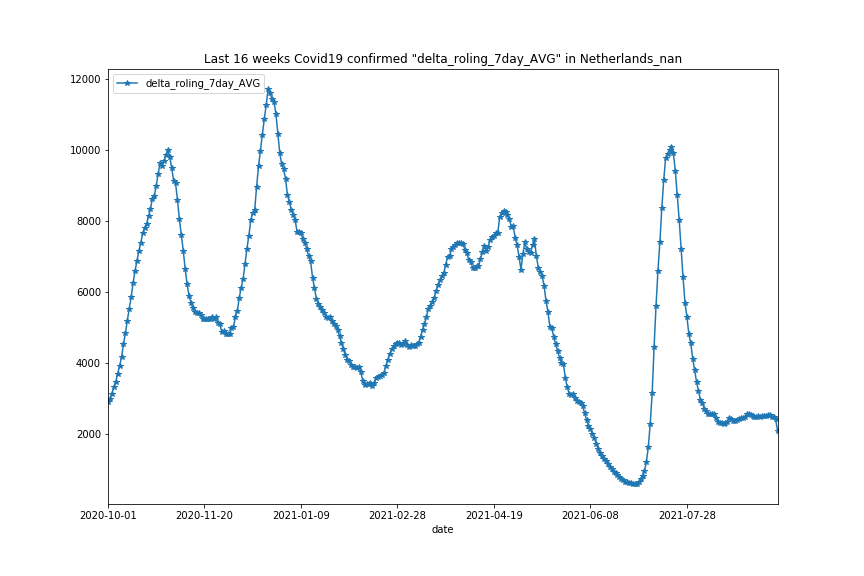 Last 16 weeks Covid19 confirmed "delta_roling_7day_AVG" in Netherlands_nan
delta_roling_7day_AVG
12000
10000
8000
6000
4000
2000
2020-10-01 2020-11-20 2021-01-09 2021-02-28 2021-04-19 2021-06-08 2021-07-28
date